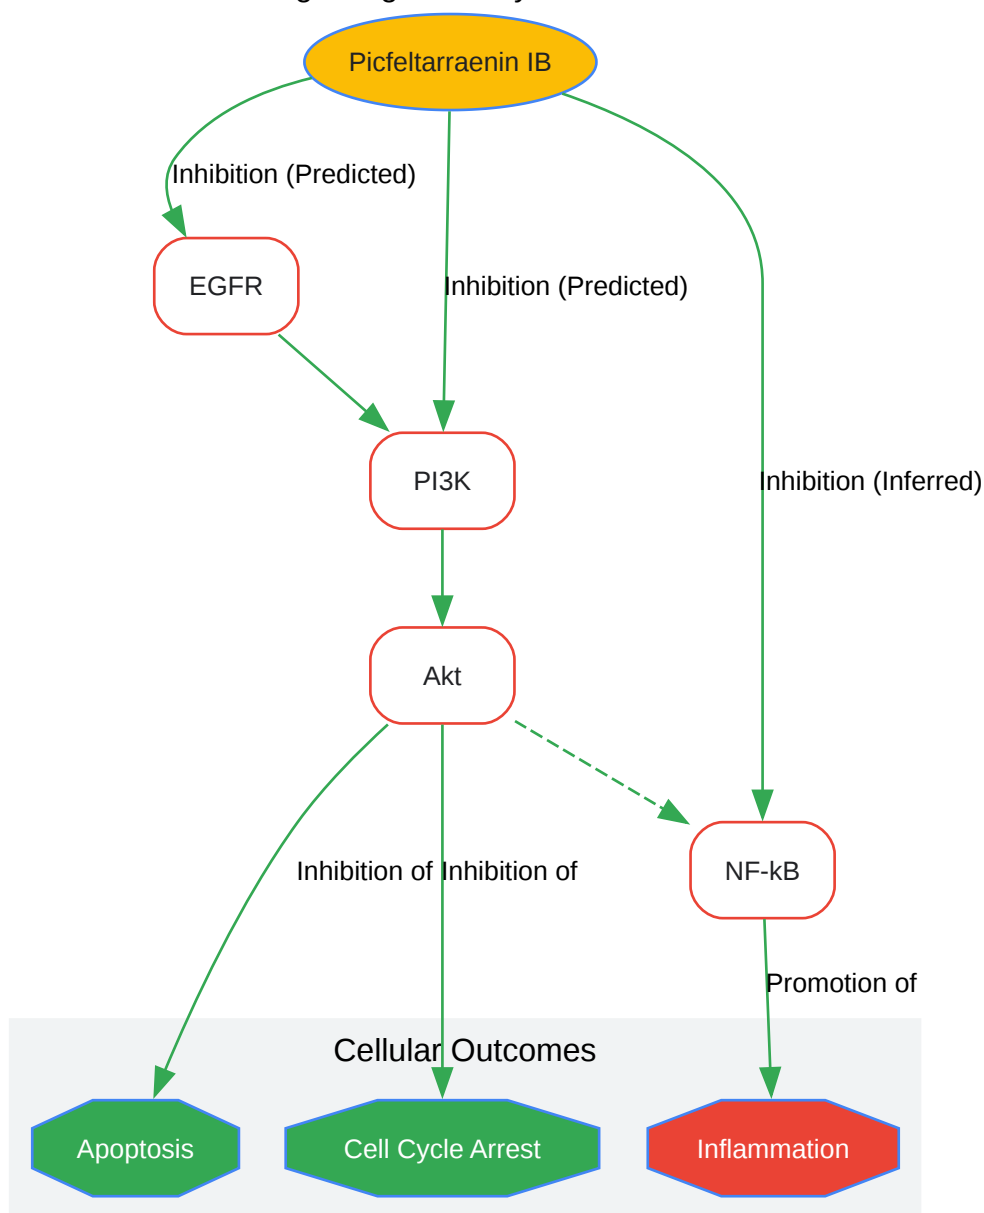 Picfeltarraenin IB
Inhibition (Predicted)
EGFR
Inhibition (Predicted)
PI3K
Inhibition (Inferred)
Akt
Inhibition of
Inhibition of
NF-kB
Promotion of
Cellular Outcomes
Apoptosis
Cell Cycle Arrest
Inflammation